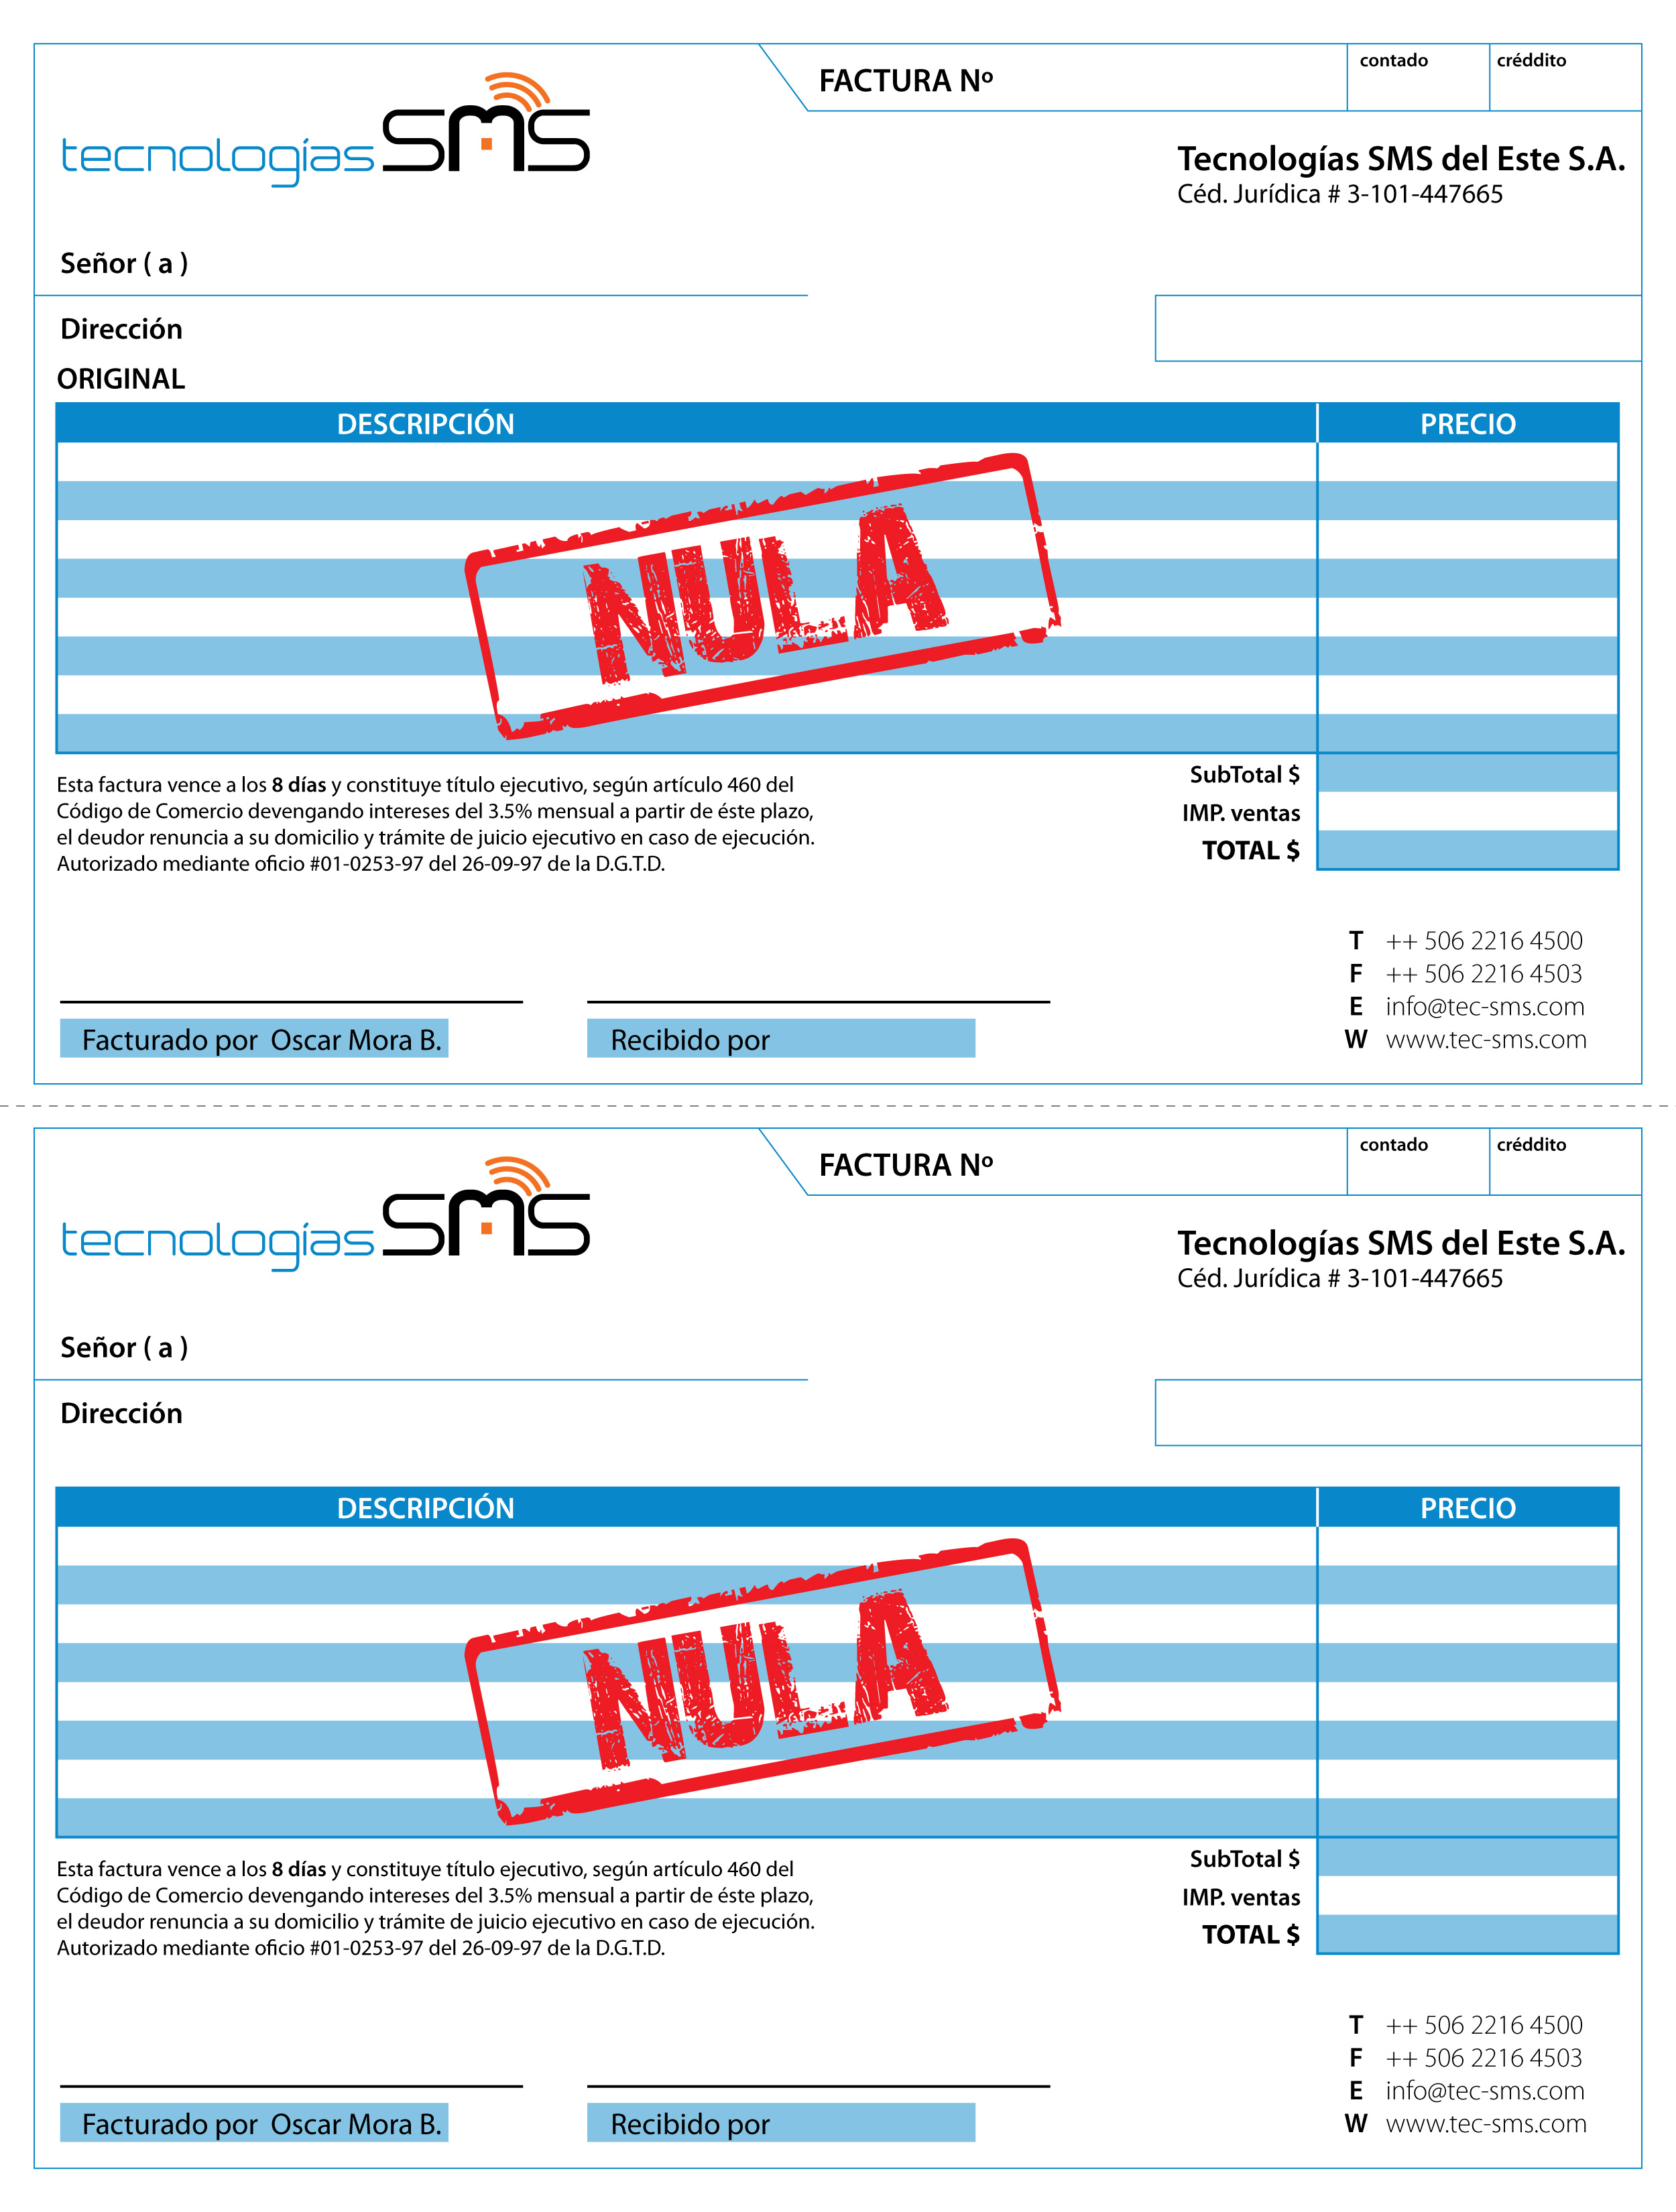 FACTURA Nº
contado
créddito
tecnologías SMS
Tecnologías SMS del Este S.A.
Céd. Jurídica # 3-101-447665
Señor ( a )
Dirección
ORIGINAL
DESCRIPCIÓN
PRECIO
NULA
Esta factura vence a los 8 días y constituye título ejecutivo, según artículo 460 del
Código de Comercio devengando intereses del 3.5% mensual a partir de éste plazo,
el deudor renuncia a su domicilio y trámite de juicio ejecutivo en caso de ejecución.
Autorizado mediante oficio #01-0253-97 del 26-09-97 de la D.G.T.D.
SubTotal $
IMP. ventas
TOTAL $
T ++ 506 2216 4500
F ++ 506 2216 4503
E info@tec-sms.com
W www.tec-sms.com
Facturado por Oscar Mora B.
Recibido por
FACTURA Nº
contado
créddito
tecnologías SMS
Tecnologías SMS del Este S.A.
Céd. Jurídica # 3-101-447665
Señor ( a )
Dirección
DESCRIPCIÓN
PRECIO
NULA
Esta factura vence a los 8 días y constituye título ejecutivo, según artículo 460 del
Código de Comercio devengando intereses del 3.5% mensual a partir de éste plazo,
el deudor renuncia a su domicilio y trámite de juicio ejecutivo en caso de ejecución.
Autorizado mediante oficio #01-0253-97 del 26-09-97 de la D.G.T.D.
SubTotal $
IMP. ventas
TOTAL $
T ++ 506 2216 4500
F ++ 506 2216 4503
E info@tec-sms.com
W www.tec-sms.com
Facturado por Oscar Mora B.
Recibido por